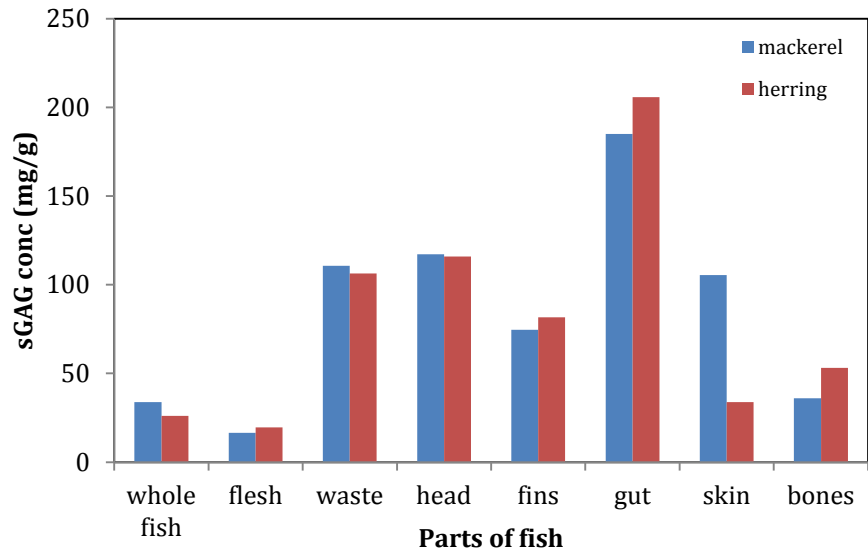 250
200
150
100
50
0
sGAG conc (mg/g)
mackerel
herring
whole fish flesh waste head fins gut skin bones
Parts of fish